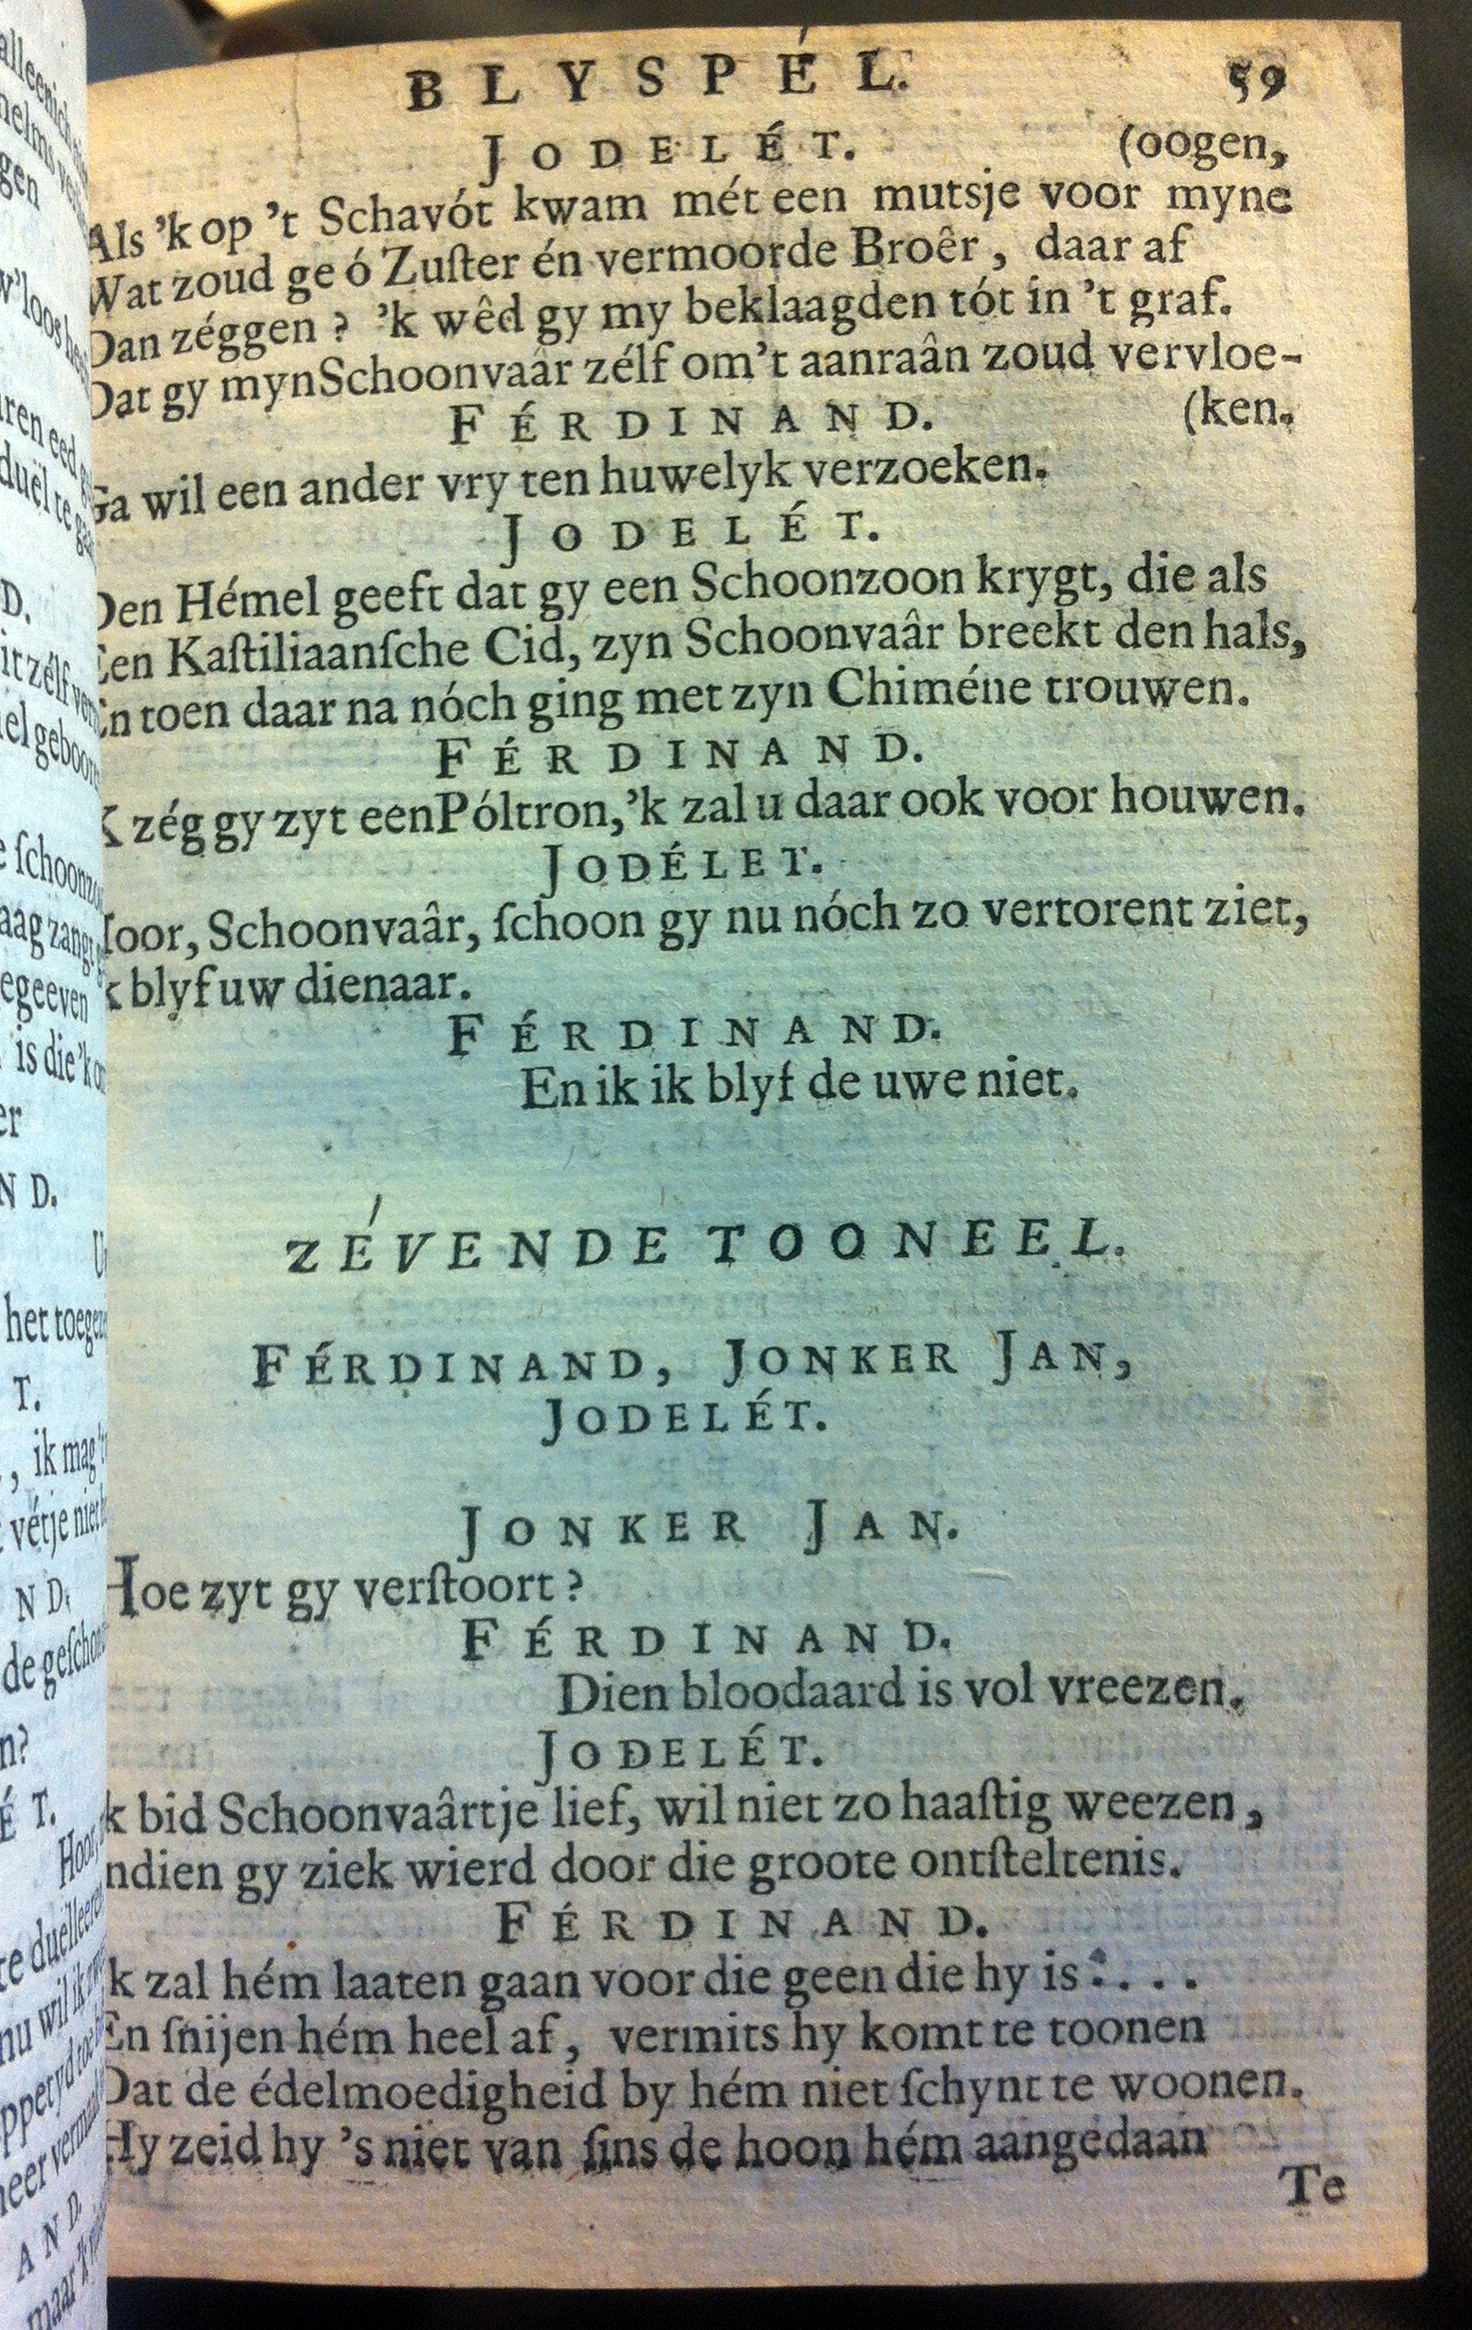 BLYSPÉL. 59
JODELÉT. (oogen,
Als 'k op 't Schavót kwam mét een mutsje voor myne
Wat zoud ge ó Zuſter én vermoorde Broêr, daar af
Dan zéggen? 'k wêd gy my beklaagden tót in 't graf.
Dat gy mynSchoonvaâr zélf om't aanraân zoud vervloe-
FÉRDINAND. (ken.
Ga wil een ander vry ten huwelyk verzoeken.
JODELÉT.
Den Hémel geeft dat gy een Schoonzoon krygt, die als
Een Kaſtiliaanſche Cid, zyn Schoonvaâr breekt den hals,
En toen daar na nóch ging met zyn Chiméne trouwen.
FÉRDINAND.
K zég gy zyt eenPóltron,'k zal u daar ook voor houwen.
JODÉLET.
Hoor, Schoonvaâr, ſchoon gy nu nóch zo vertorent ziet,
k blyf uw dienaar.
FÉRDINAND.
En ik ik blyf de uwe niet.
ZÉVENDE TOONEEL.
FÉRDINAND, JONKER JAN,
JODELÉT.
JONKER JAN.
Hoe zyt gy verſtoort?
FÉRDINAND.
Dien bloodaard is vol vreezen.
JODELÉT.
k bid Schoonvaârtje lief, wil niet zo haaſtig weezen,
ndien gy ziek wierd door die groote ontſteltenis.
FÉRDINAND.
k zal hém laaten gaan voor die geen die hy is:...
En ſnijen hém heel af, vermits hy komt te toonen
Dat de édelmoedigheid by hém niet ſchynt te woonen.
Hy zeid hy 's niet van ſins de hoon hém aangedaan
Te